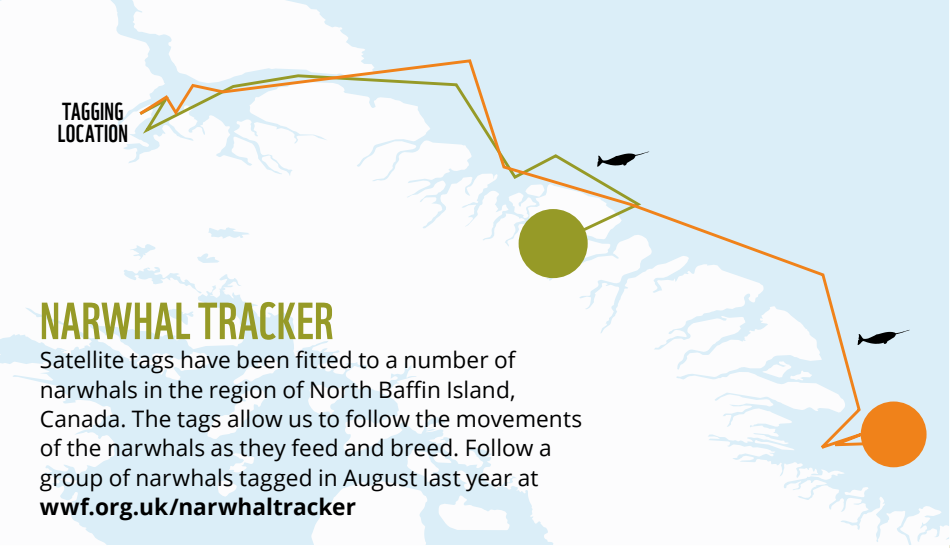 TAGGING
LOCATION
NARWHAL TRACKER
Satellite tags have been fitted to a number of
narwhals in the region of North Baffin Island,
Canada. The tags allow us to follow the movements
of the narwhals as they feed and breed. Follow a
group of narwhals tagged in August last year at
wwf.org.uk/narwhaltracker